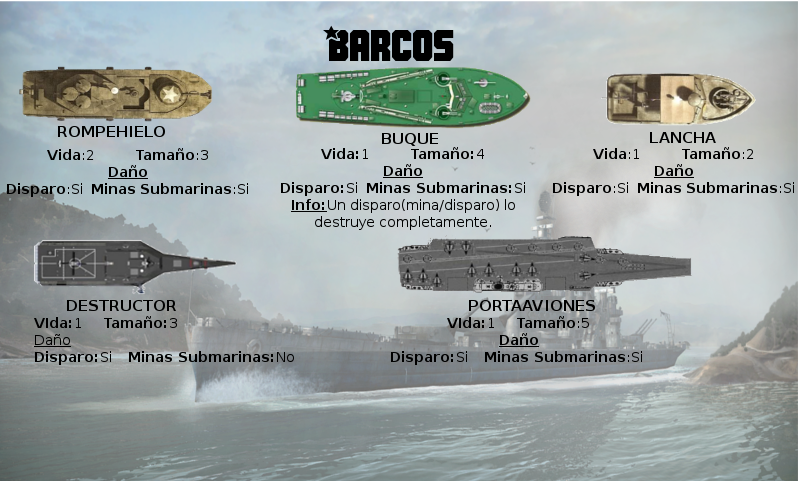 BARCOS
ROMPEHIELO
Vida:2 Tamaño:3
Daño
Disparo:Si Minas Submarinas:Si
BUQUE
Vida:1 Tamaño:4
Daño
Disparo:Si Minas Submarinas:Si
Info:Un disparo(mina/disparo) lo
destruye completamente.
LANCHA
Vida:1 Tamaño:2
Daño
Disparo:Si Minas Submarinas:Si
DESTRUCTOR
VIda:1 Tamaño:3
Daño
Disparo:Si Minas Submarinas:No
PORTAAVIONES
VIda:1 Tamaño:5
Daño
Disparo:Si Minas Submarinas:Si